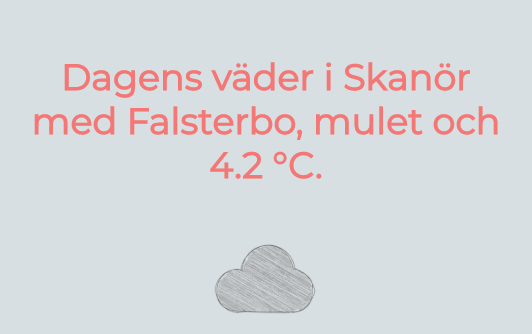 Dagens väder i Skanör
med Falsterbo, mulet och
4.2 °C.